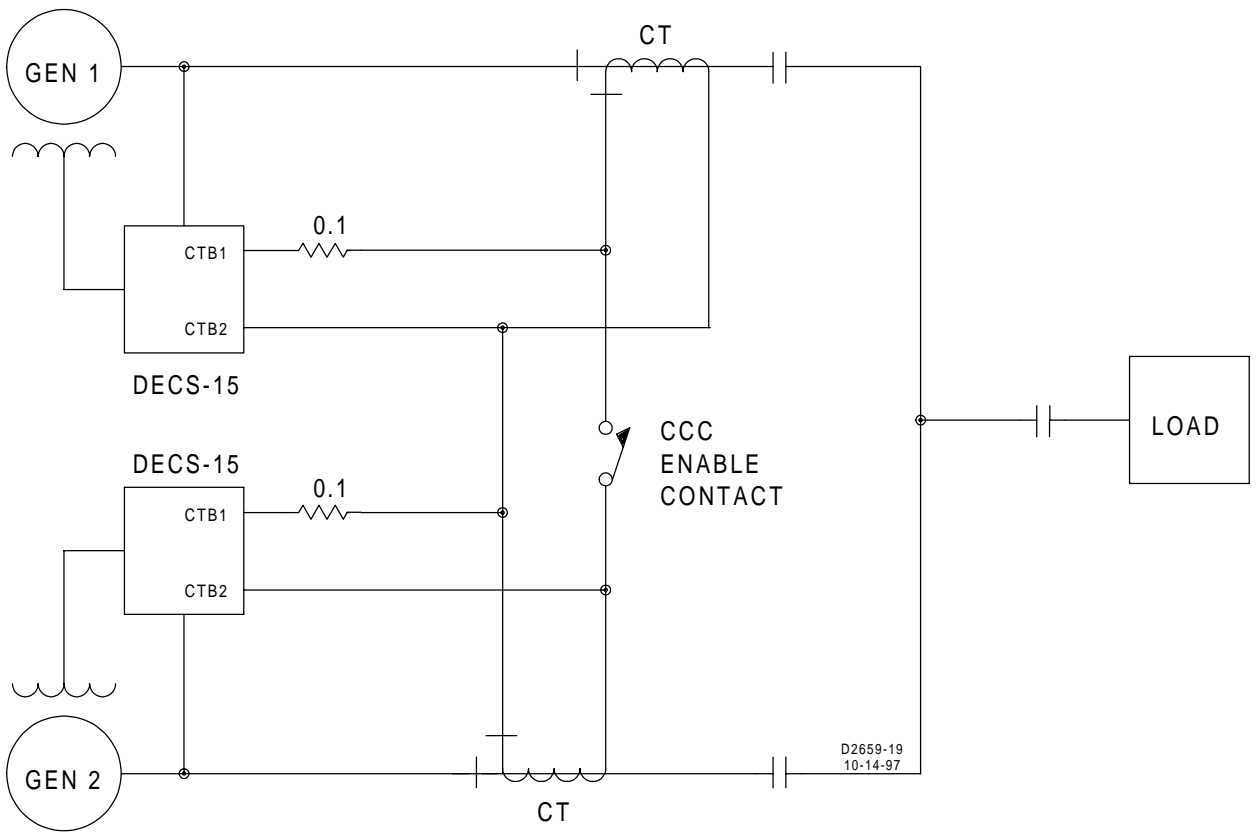 CT
GEN 1
0.1
CTB1
CTB2
DECS-15
CCC
ENABLE
CONTACT
LOAD
DECS-15
0.1
CTB1
CTB2
D2659-19
10-14-97
GEN 2
CT